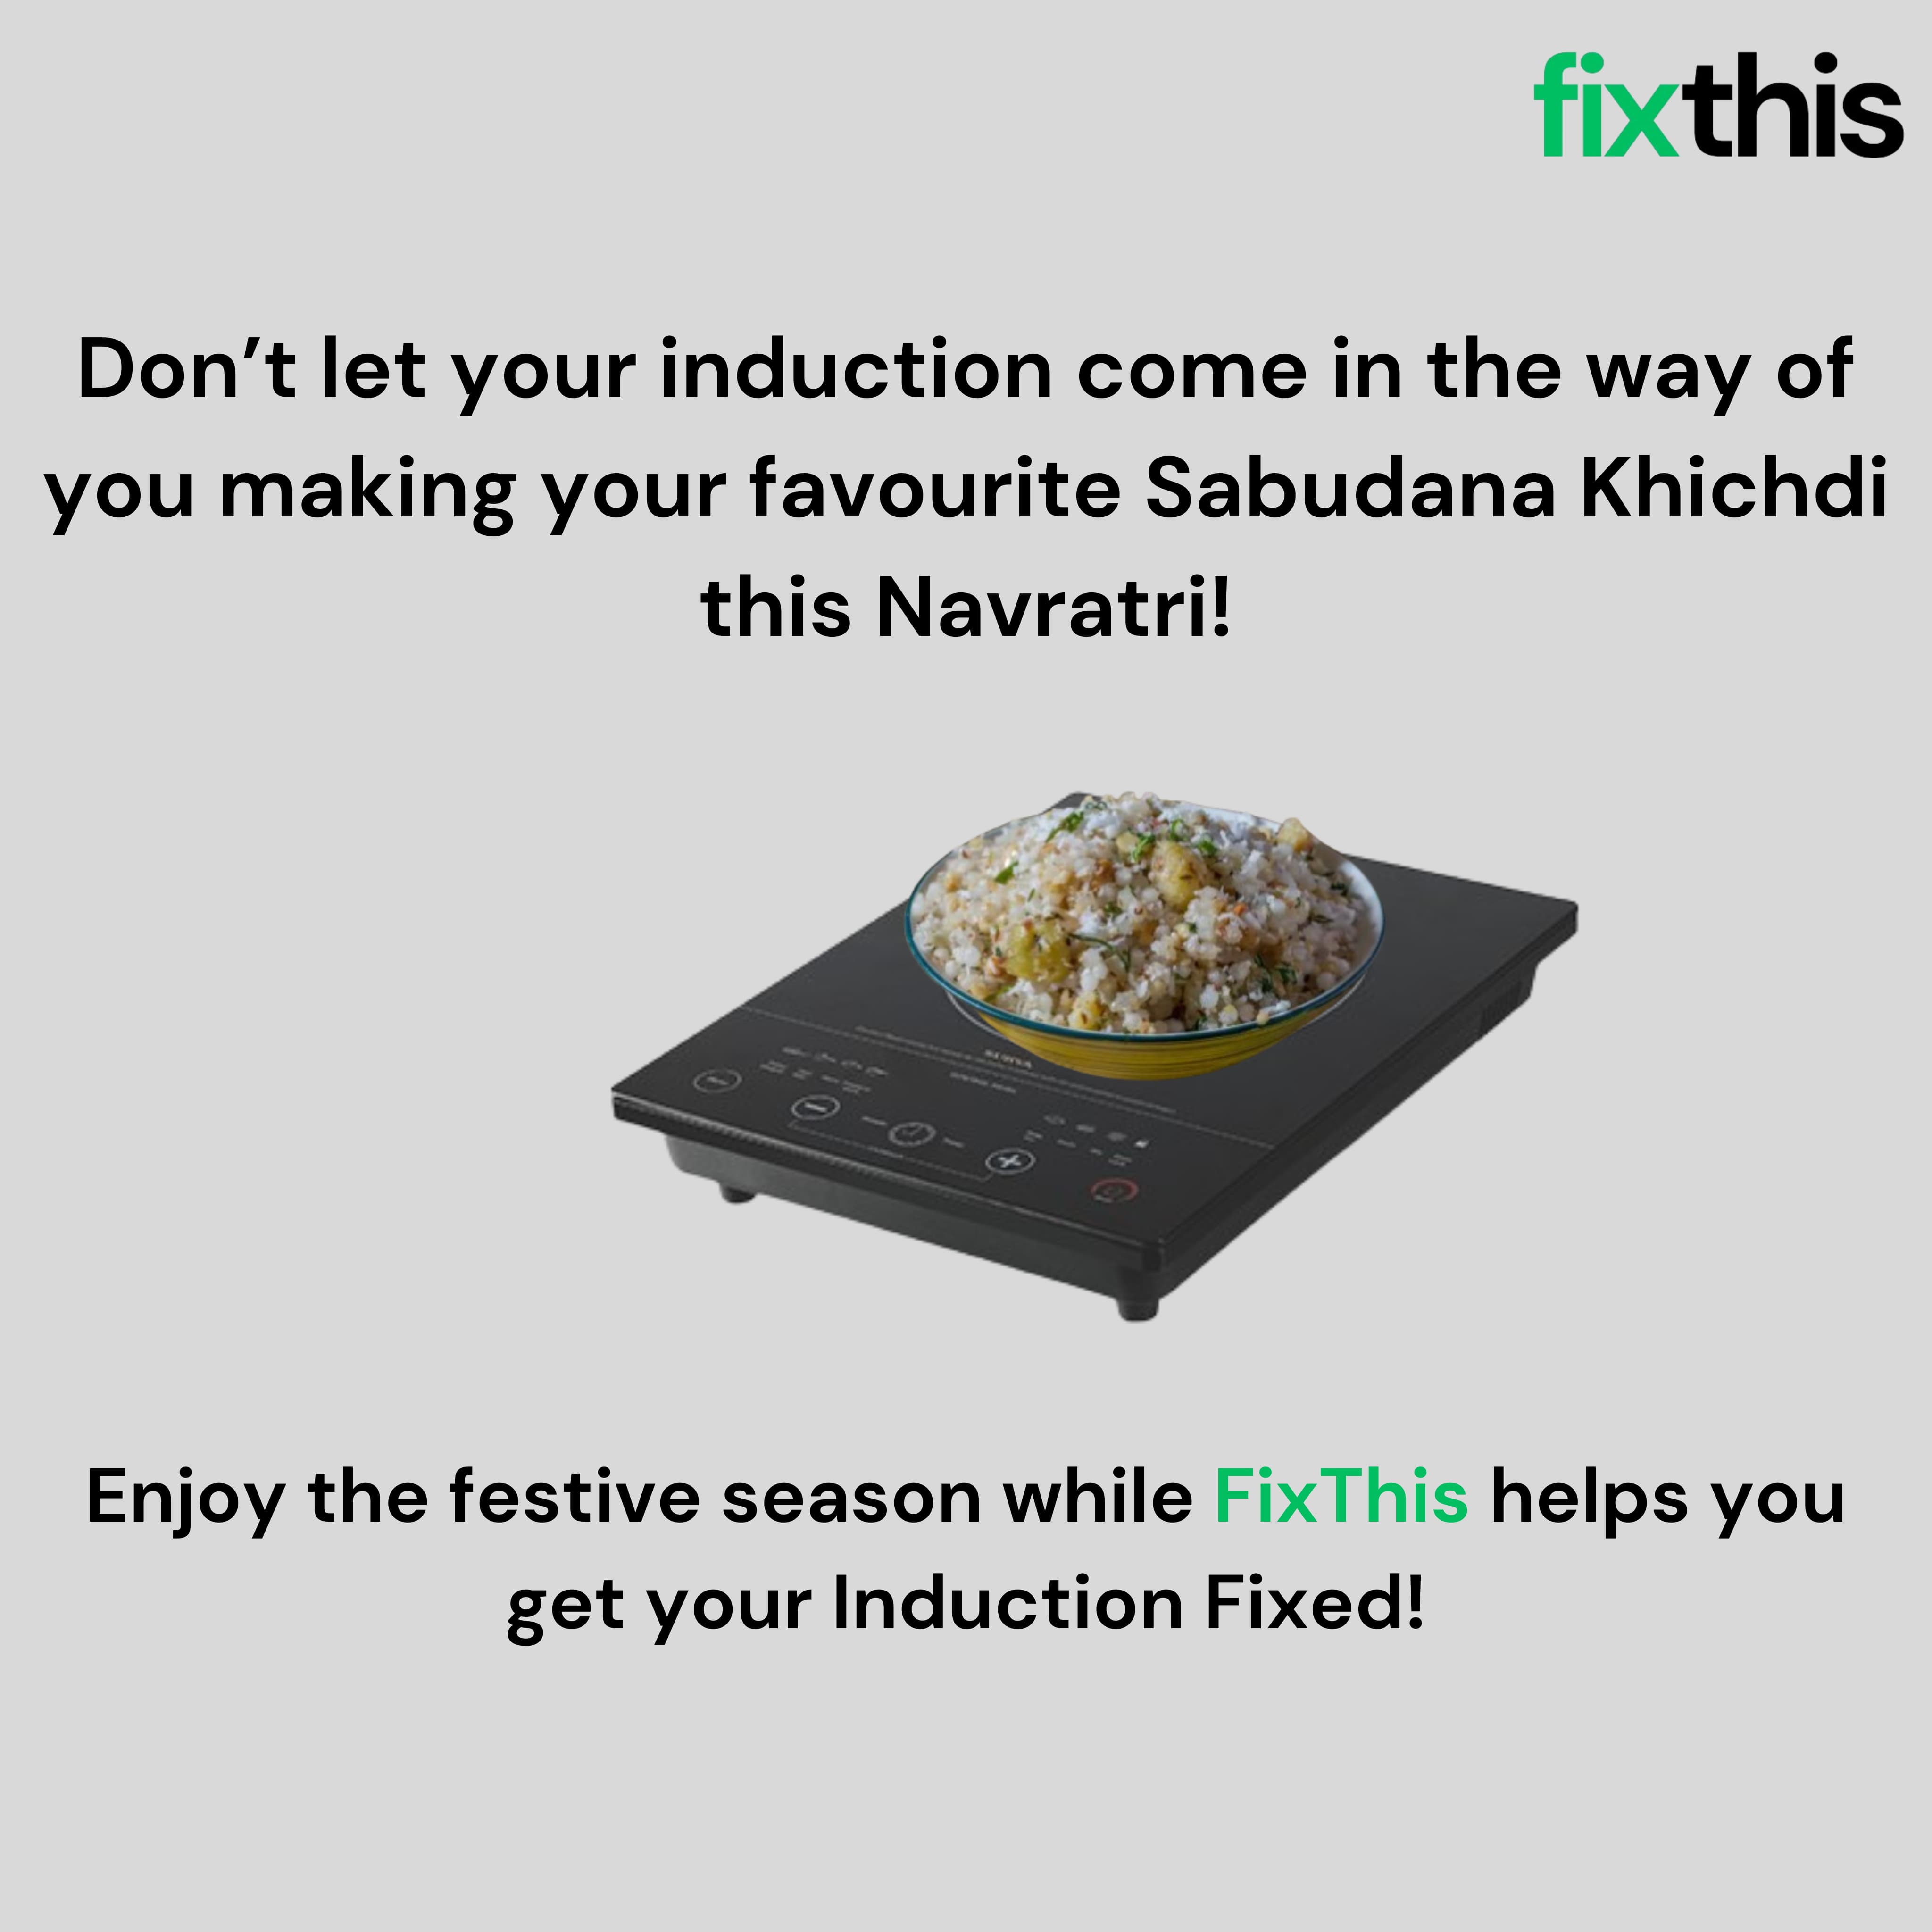 fixthis
Don’t let your induction come in the way of
you making your favourite Sabudana Khichdi
this Navratri!
Enjoy the festive season while FixThis helps you
get your Induction Fixed!